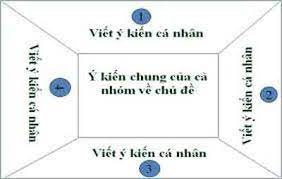 1
Viết ý kiến cá nhân
Ý kiến chung của cả
nhóm về chủ đề
2
Viết ý kiến cá nhân
Viết ý kiến cá nhân
3
4
Viết ý
kiến cá nhân